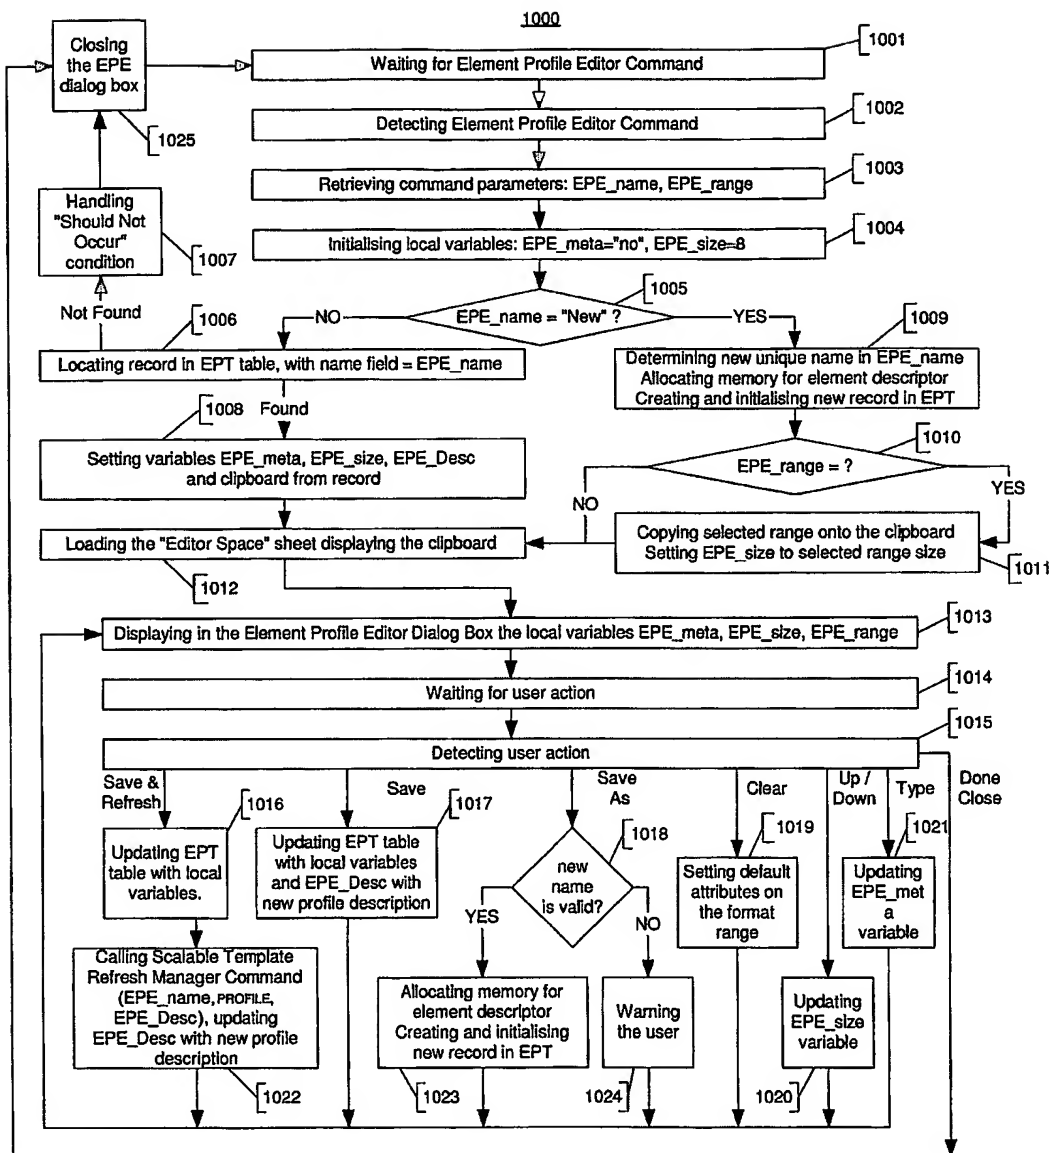 1000
Closing
the EPE
dialog box
1025
Waiting for Element Profile Editor Command
1001
Detecting Element Profile Editor Command
1002
Retrieving command parameters: EPE_name, EPE_range
1003
Handling
"Should Not
Occur"
condition
1007
Initialising local variables: EPE_meta="no", EPE_size=8
1004
Not Found
1006
NO
EPE_name = "New" ?
1005
YES
1009
Locating record in EPT table, with name field = EPE_name
Determining new unique name in EPE_name
Allocating memory for element descriptor
Creating and initialising new record in EPT
1008
Found
1010
Setting variables EPE_meta, EPE_size, EPE_Desc
and clipboard from record
EPE_range = ?
NO
YES
Loading the "Editor Space" sheet displaying the clipboard
1012
Copying selected range onto the clipboard
Setting EPE_size to selected range size
1011
Displaying in the Element Profile Editor Dialog Box the local variables EPE_meta, EPE_size, EPE_range
1013
Waiting for user action
1014
Detecting user action
1015
Save &
Refresh
Save
Save
As
Clear
Up /
Down
Type
Done
Close
1016
Updating EPT
table with local
variables.
1017
Updating EPT table
with local variables
and EPE_Desc with
new profile description
1018
new
name
is valid?
YES
NO
1019
Setting default
attributes on
the format
range
1021
Updating
EPE_met
a
variable
Calling Scalable Template
Refresh Manager Command
(EPE_name, PROFILE,
EPE_Desc), updating
EPE_Desc with new profile
description
1022
Allocating memory for
element descriptor
Creating and initialising
new record in EPT
1023
Warning
the user
1024
Updating
EPE_size
variable
1020